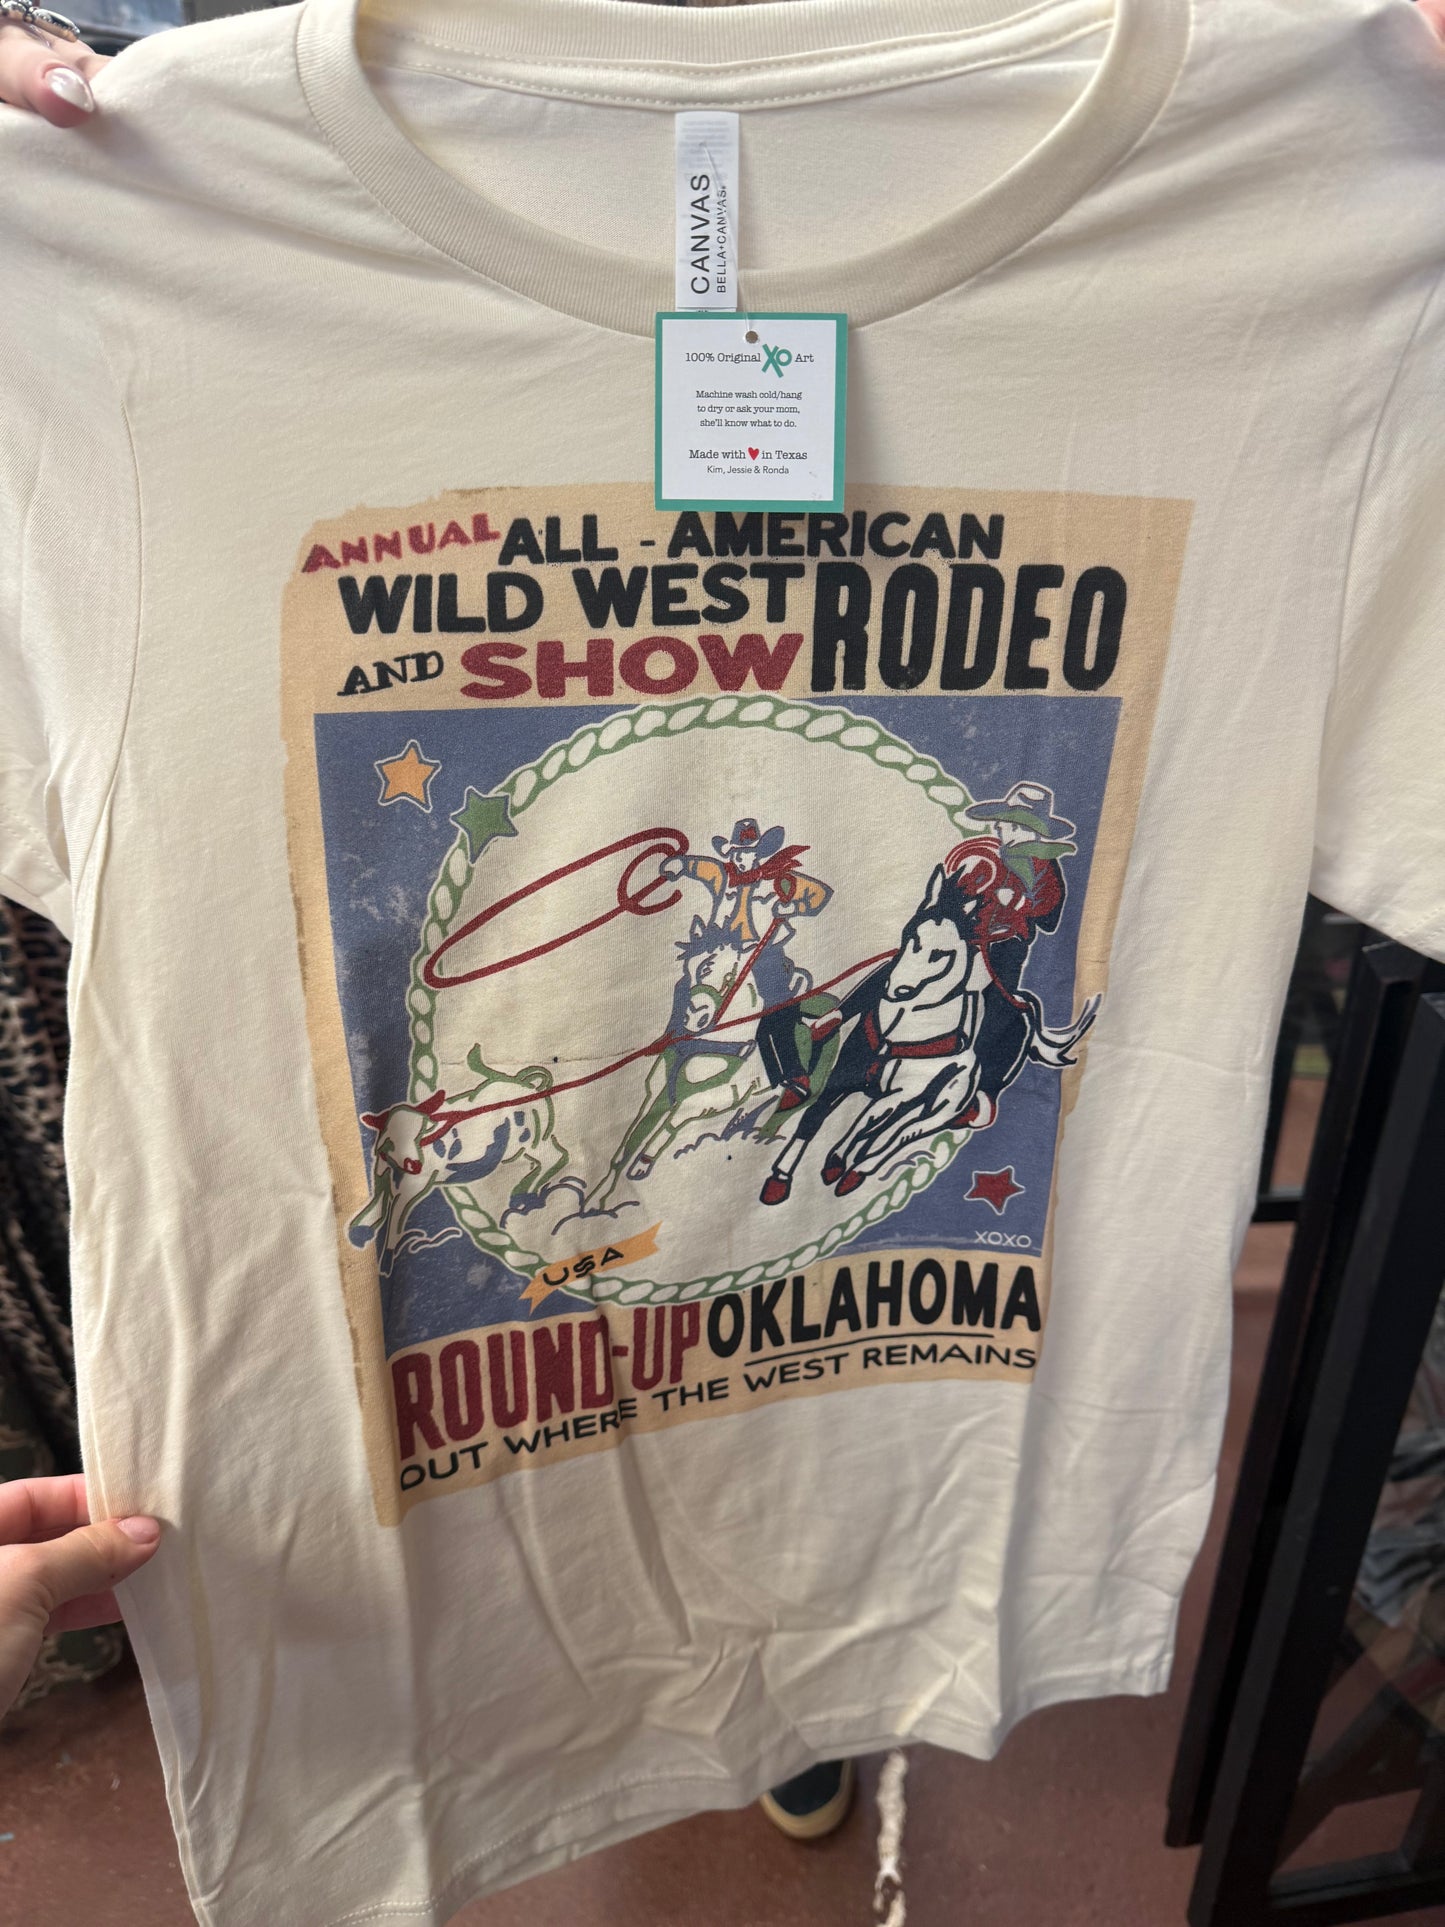 CANVAS
BELLA+CANVAS.
100% Original XO Art
Machine wash cold/hang
to dry or ask your mom,
she'll know what to do.
Made with ❤ in Texas
Kim, Jessie & Ronda
ANNUAL ALL-AMERICAN
WILD WEST RODEO
AND SHOW
XOXO
USA
ROUND-UP OKLAHOMA
OUT WHERE THE WEST REMAINS